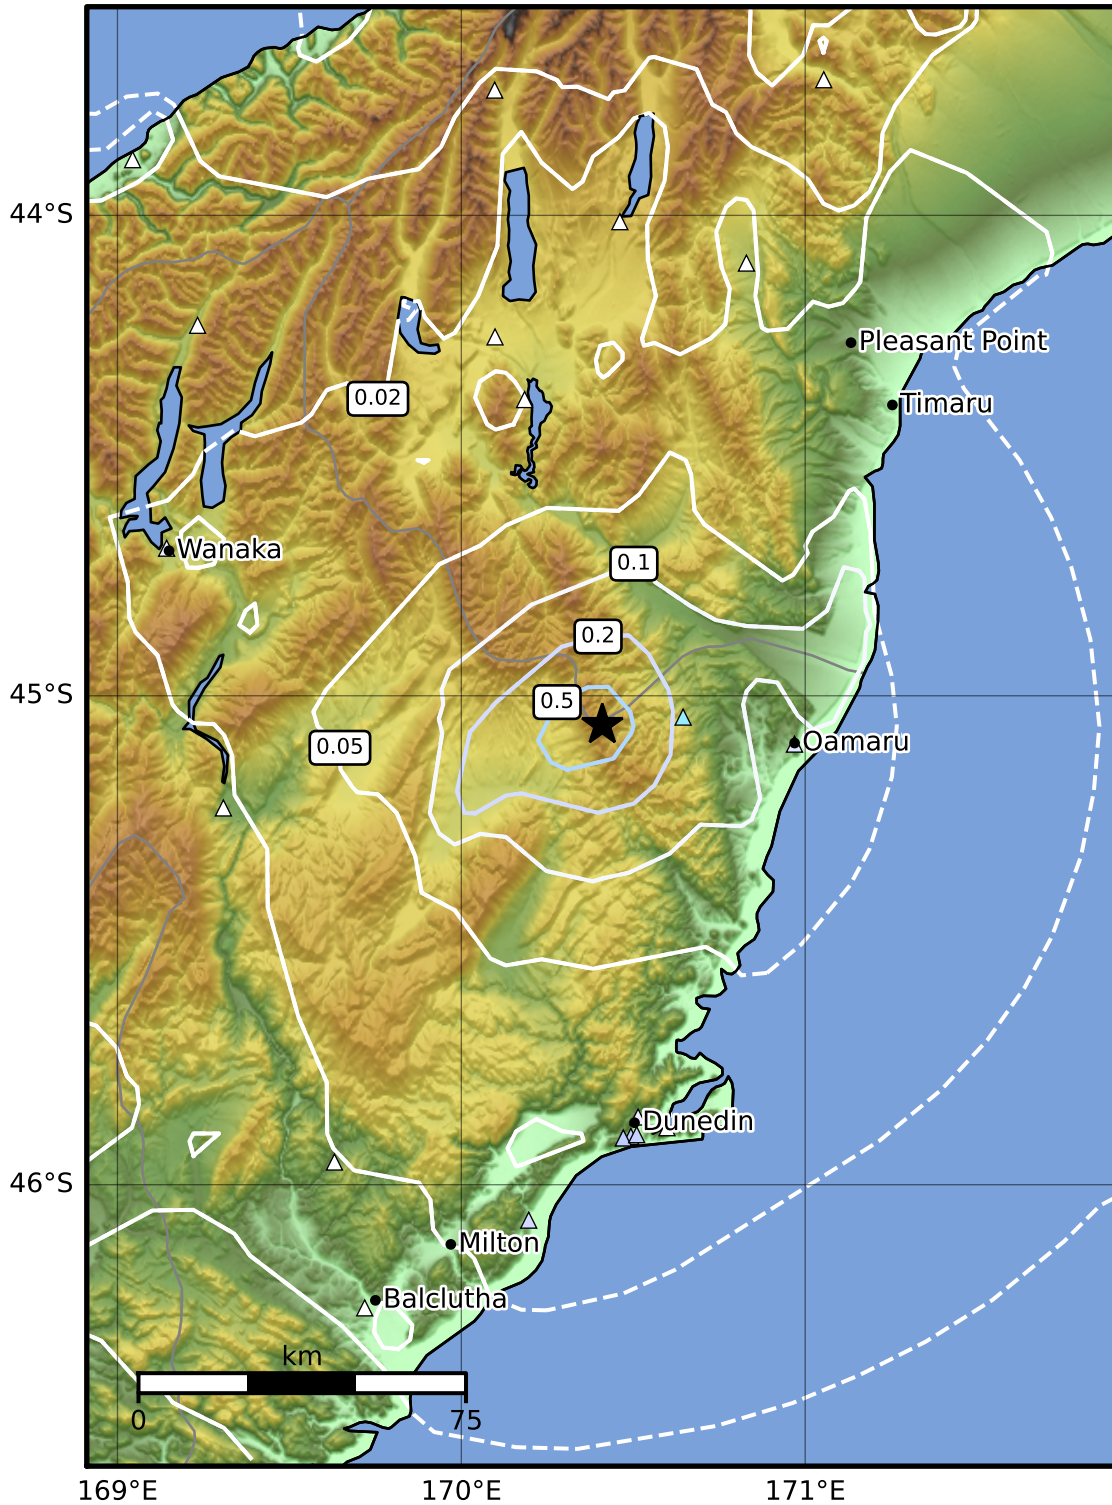 44°S
Pleasant Point
0.02
Timaru
Wanaka
0.1
0.2
45°S
0.5
0.05
Oamaru
Dunedin
46°S
Milton
Balclutha
km
0 75
169°E 170°E 171°E